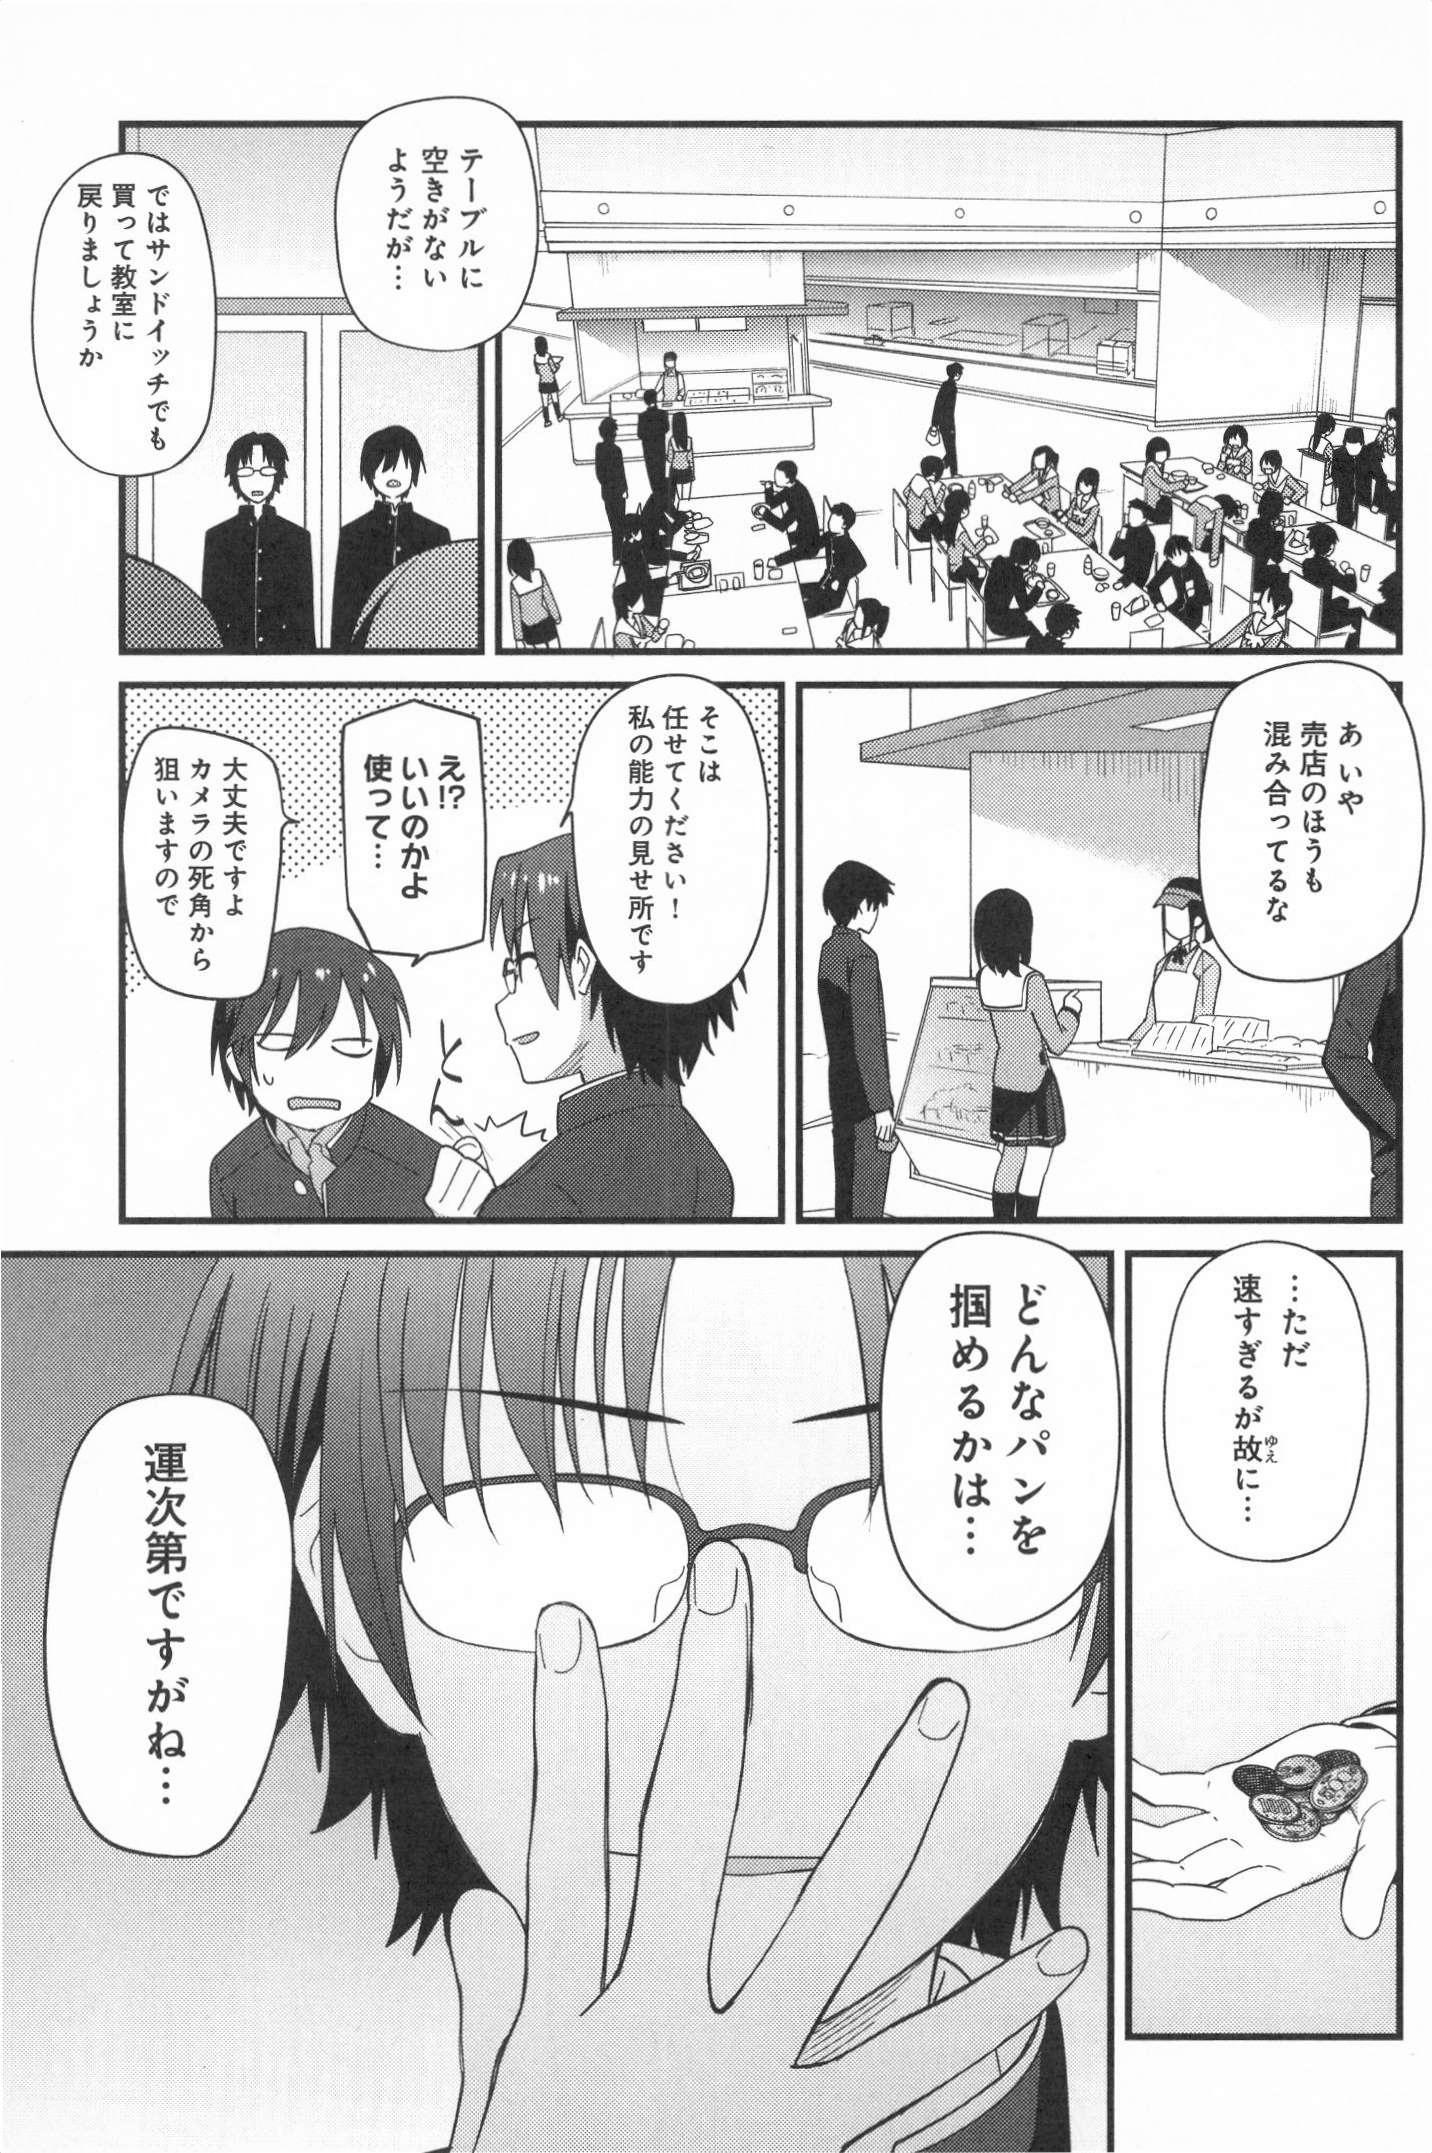 テーブルに
空きがない
ようだが…
ではサンドイッチでも
買って教室に
戻りましょうか
あいや
売店のほうも
混み合ってるな
そこは
任せてください！
私の能力の見せ所です
え!?
いいのかよ
使って…
大丈夫ですよ
カメラの死角から
狙いますので
とん
…ただ
速すぎるが故に…
ゆえ
どんなパンを
掴めるかは…
運次第ですがね…